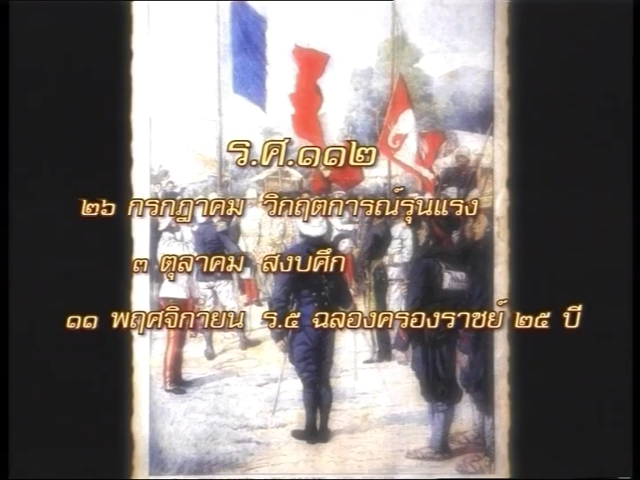 ร.ศ.๑๑๒
๒๖ กรกฎาคม วิกฤตการณ์รุนแรง
๓ ตุลาคม สงบศึก
๑๑ พฤศจิกายน ร.๕ ฉลองครองราชย์ ๒๕ ปี